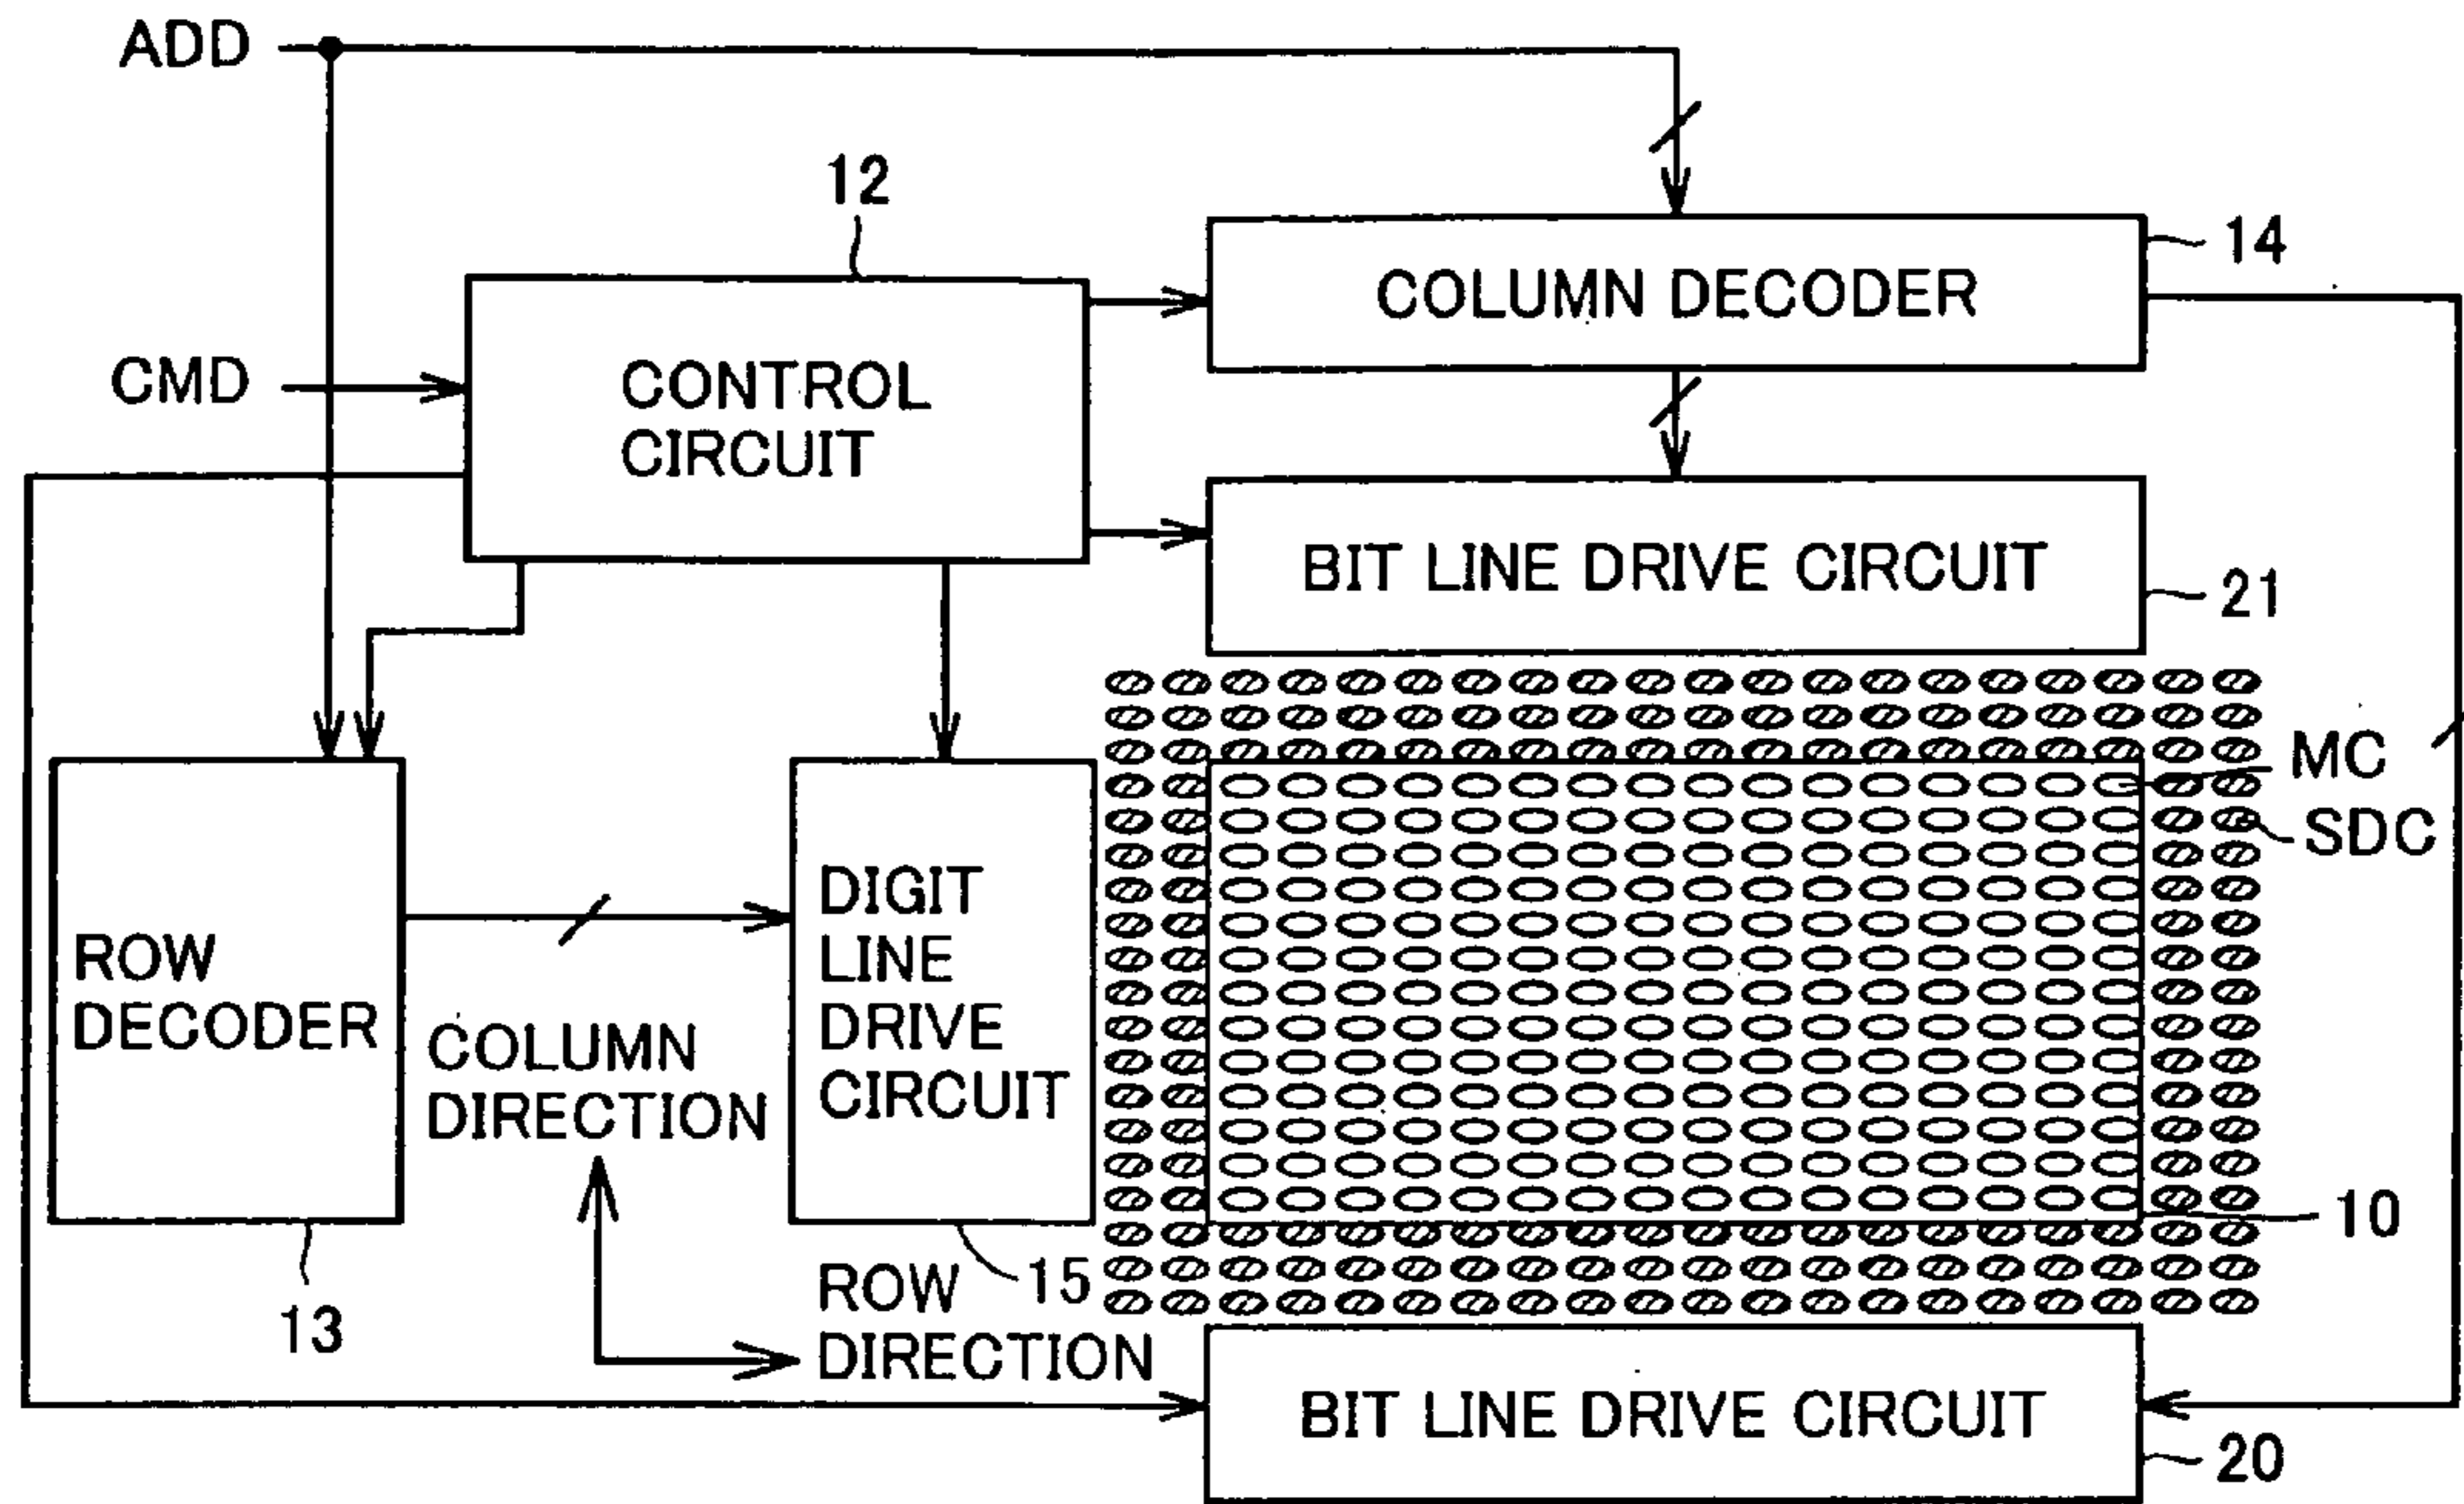 ADD
12
14
COLUMN DECODER
CMD
CONTROL
CIRCUIT
BIT LINE DRIVE CIRCUIT
21
MC
SDC
ROW
DECODER
DIGIT
LINE
DRIVE
CIRCUIT
COLUMN
DIRECTION
10
13
15
ROW
DIRECTION
BIT LINE DRIVE CIRCUIT
20